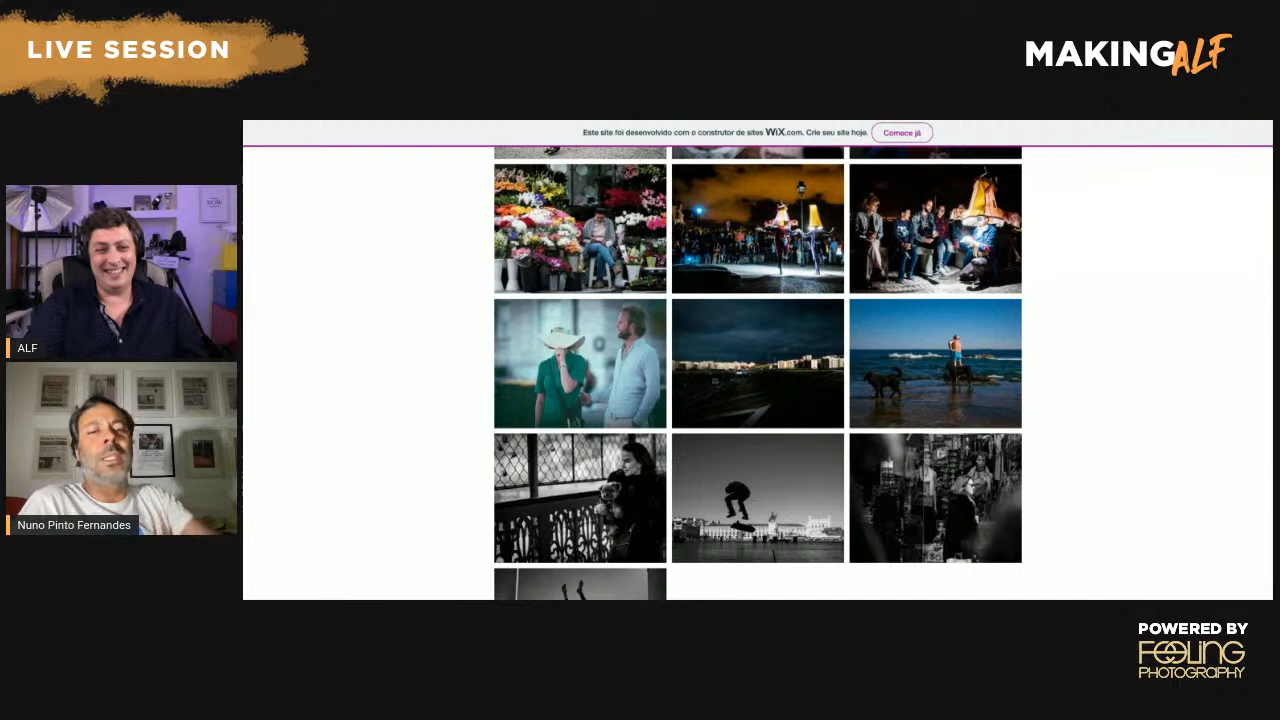 LIVE SESSION
MAKINGALF
Este site foi desenvolvido com o construtor de sites WiX.com. Crie seu site hoje. Comece já
NOW
ALF
Nuno Pinto Fernandes
POWERED BY
FEELING
PHOTOGRAPHY